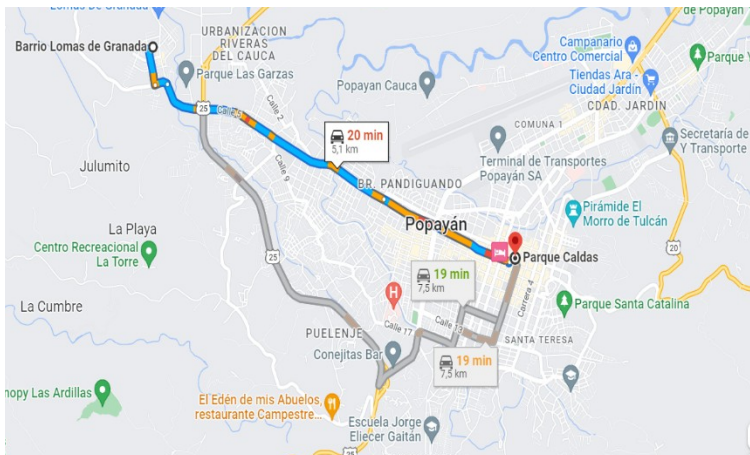 Lomas De Granada
Barrio Lomas de Granada
URBANIZACION
RIVERAS
DEL CAUCA
Parque Las Garzas
25
Calle 5
Calle 2
Calle 9
Popayan Cauca
Campanario
Centro Comercial
de Popayán
Parque
Tiendas Ara -
Ciudad Jardín
CDAD. JARDÍN
COMUNA 1
Secretaría de
Y Transporte
20 min
5,1 km
Terminal de Transportes
Popayán SA
BR. PANDIGUANDO
Julumito
La Playa
Centro Recreacional
La Torre
25
Popayán
Pirámide El
Morro de Tulcán
20
Parque Caldas
19 min
7,5 km
H
Carrera 4
Parque Santa Catalina
La Cumbre
Calle 17
Calle 13
PUELENJE
SANTA TERESA
Conejitas Bar
19 min
7,5 km
25
nopy Las Ardillas
El Edén de mis Abuelos,
restaurante Campestre...
Escuela Jorge
Eliecer Gaitán